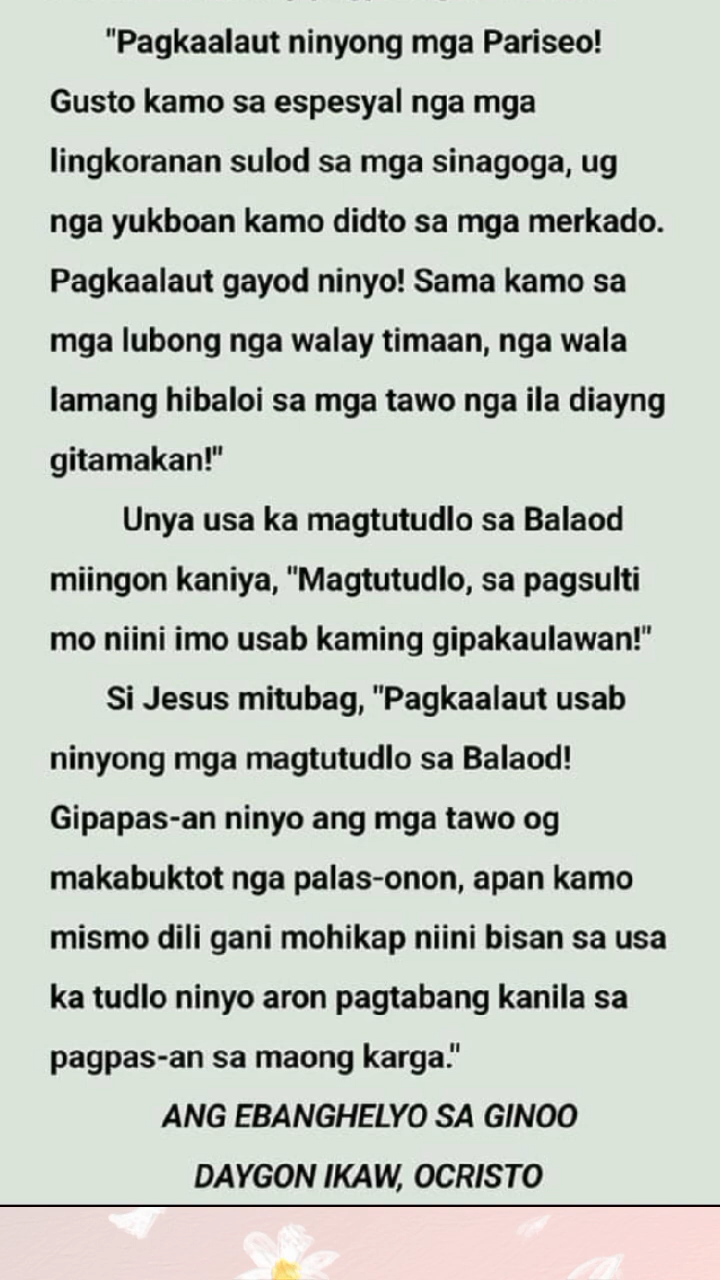 "Pagkaalaut ninyong mga Pariseo!
Gusto kamo sa espesyal nga mga
lingkoranan sulod sa mga sinagoga, ug
nga yukboan kamo didto sa mga merkado.
Pagkaalaut gayod ninyo! Sama kamo sa
mga lubong nga walay timaan, nga wala
lamang hibaloi sa mga tawo nga ila diayng
gitamakan!"
Unya usa ka magtutudlo sa Balaod
miingon kaniya, "Magtutudlo, sa pagsulti
mo niini imo usab kaming gipakaulawan!"
Si Jesus mitubag, "Pagkaalaut usab
ninyong mga magtutudlo sa Balaod!
Gipapas-an ninyo ang mga tawo og
makabuktot nga palas-onon, apan kamo
mismo dili gani mohikap niini bisan sa usa
ka tudlo ninyo aron pagtabang kanila sa
pagpas-an sa maong karga."
ANG EBANGHELYO SA GINOO
DAYGON IKAW, OCRISTO